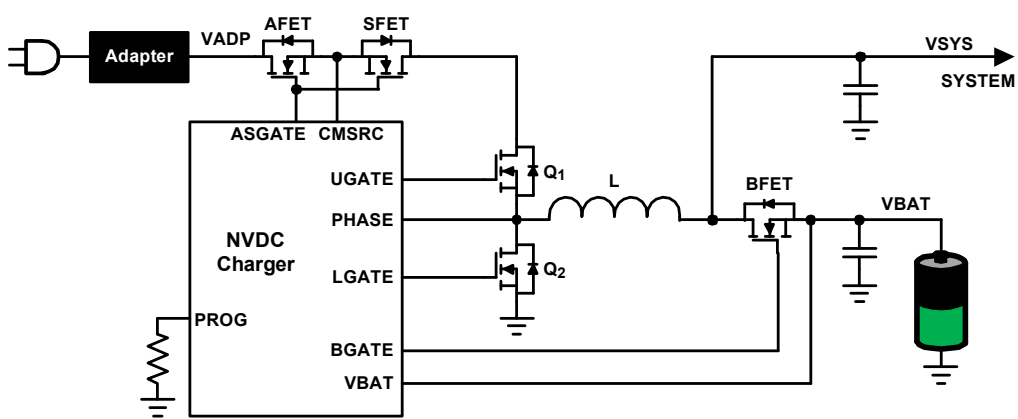 AFET
SFET
VADP
Adapter
VSYS
SYSTEM
ASGATE
CMSRC
UGATE
Q1
L
BFET
PHASE
VBAT
NVDC
Charger
LGATE
Q2
PROG
BGATE
VBAT